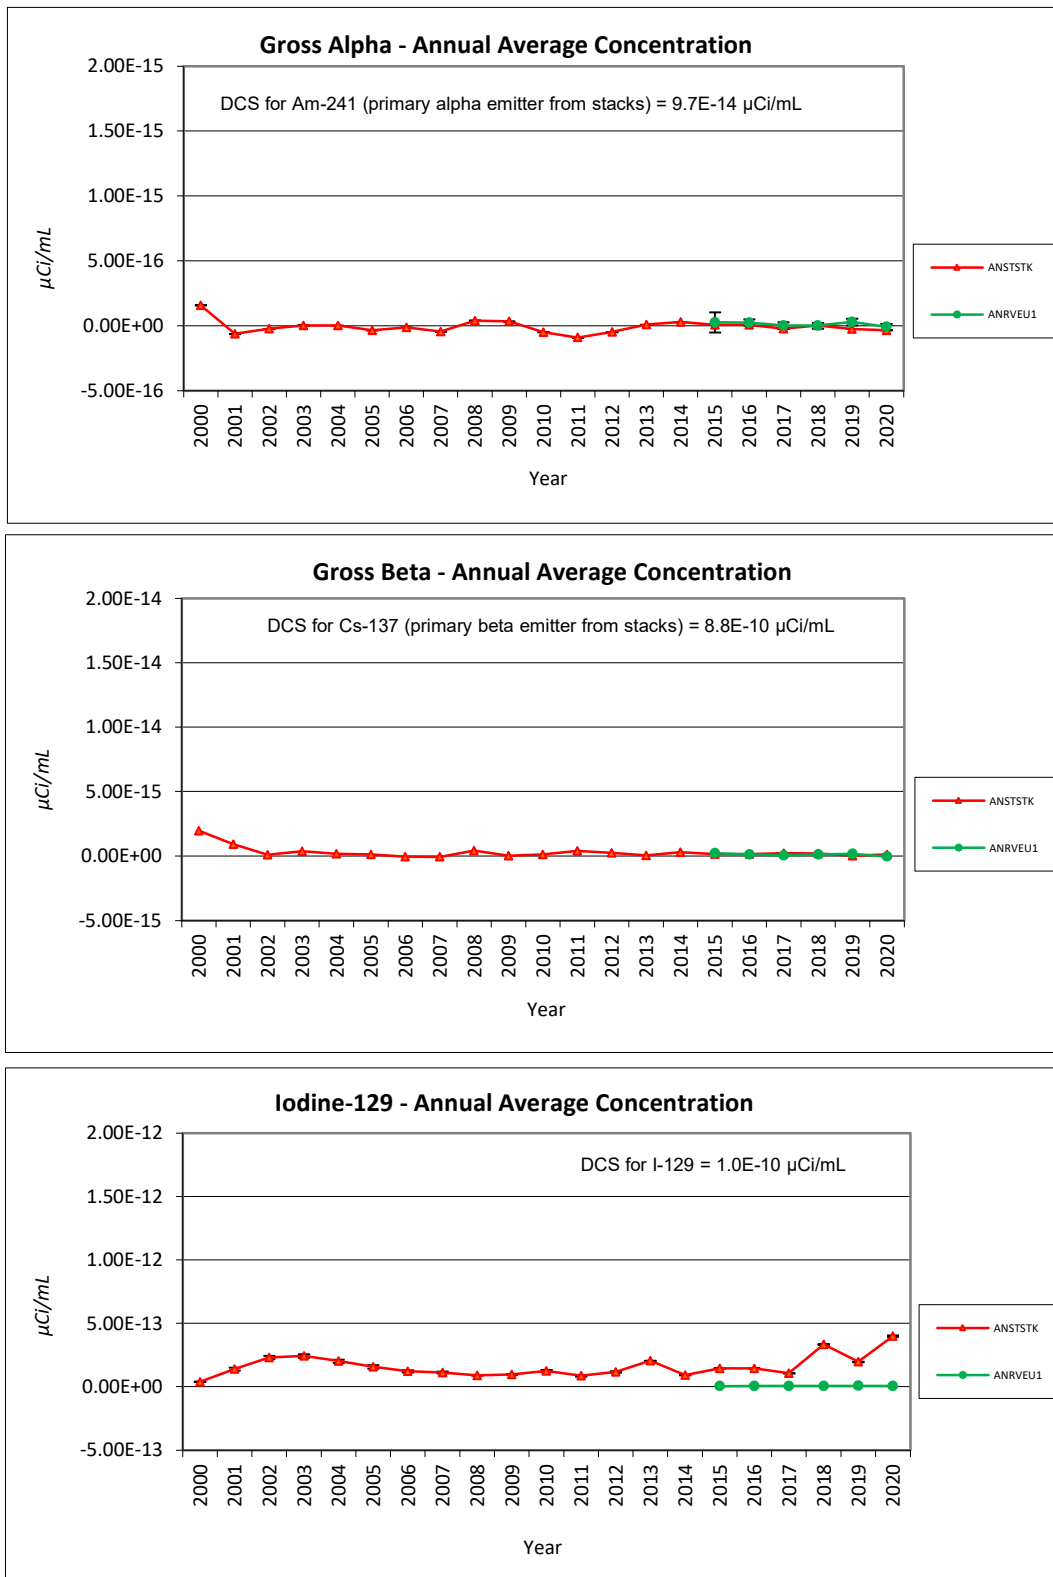 Gross Alpha - Annual Average Concentration
2.00E-15
DCS for Am-241 (primary alpha emitter from stacks) = 9.7E-14 µCi/mL
1.50E-15
1.00E-15
µCi/mL
5.00E-16
ANSTSTK
0.00E+00
ANRVEU1
-5.00E-16
2000 2001 2002 2003 2004 2005 2006 2007 2008 2009 2010 2011 2012 2013 2014 2015 2016 2017 2018 2019 2020
Year
Gross Beta - Annual Average Concentration
2.00E-14
DCS for Cs-137 (primary beta emitter from stacks) = 8.8E-10 µCi/mL
1.50E-14
1.00E-14
µCi/mL
5.00E-15
ANSTSTK
0.00E+00
ANRVEU1
-5.00E-15
2000 2001 2002 2003 2004 2005 2006 2007 2008 2009 2010 2011 2012 2013 2014 2015 2016 2017 2018 2019 2020
Year
Iodine-129 - Annual Average Concentration
2.00E-12
DCS for I-129 = 1.0E-10 µCi/mL
1.50E-12
1.00E-12
µCi/mL
5.00E-13
ANSTSTK
0.00E+00
ANRVEU1
-5.00E-13
2000 2001 2002 2003 2004 2005 2006 2007 2008 2009 2010 2011 2012 2013 2014 2015 2016 2017 2018 2019 2020
Year